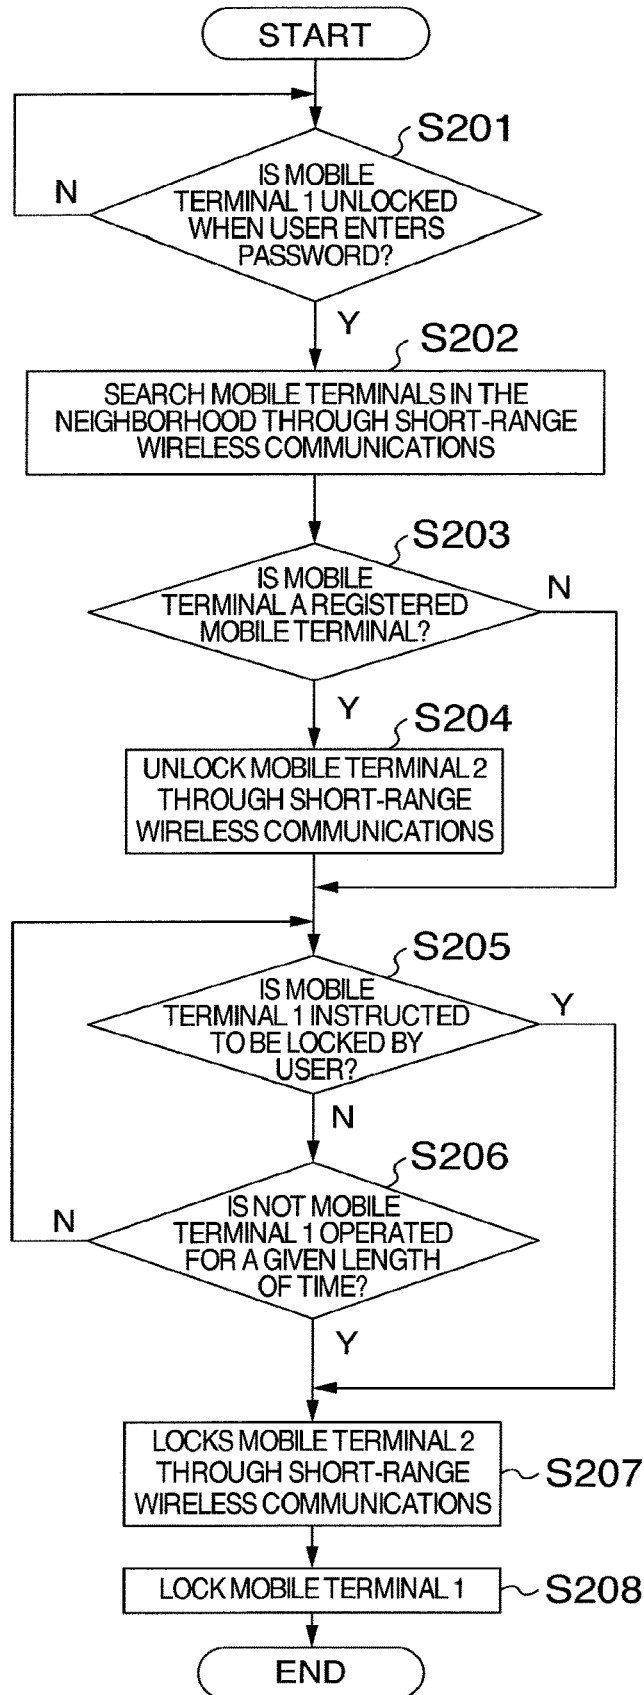 START
S201
IS MOBILE
TERMINAL 1 UNLOCKED
WHEN USER ENTERS
PASSWORD?
N
Y
S202
SEARCH MOBILE TERMINALS IN THE
NEIGHBORHOOD THROUGH SHORT-RANGE
WIRELESS COMMUNICATIONS
S203
IS MOBILE
TERMINAL A REGISTERED
MOBILE TERMINAL?
N
Y
S204
UNLOCK MOBILE TERMINAL 2
THROUGH SHORT-RANGE
WIRELESS COMMUNICATIONS
S205
IS MOBILE
TERMINAL 1 INSTRUCTED
TO BE LOCKED BY
USER?
Y
N
S206
IS NOT MOBILE
TERMINAL 1 OPERATED
FOR A GIVEN LENGTH
OF TIME?
N
Y
LOCKS MOBILE TERMINAL 2
THROUGH SHORT-RANGE
WIRELESS COMMUNICATIONS
S207
LOCK MOBILE TERMINAL 1
S208
END